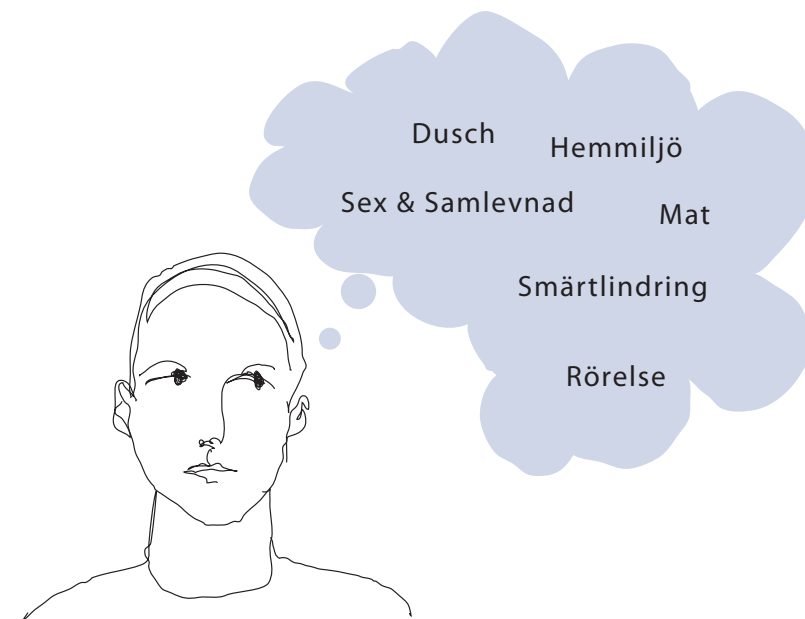 Dusch
Hemmiljö
Sex & Samlevnad
Mat
Smärtlindring
Rörelse